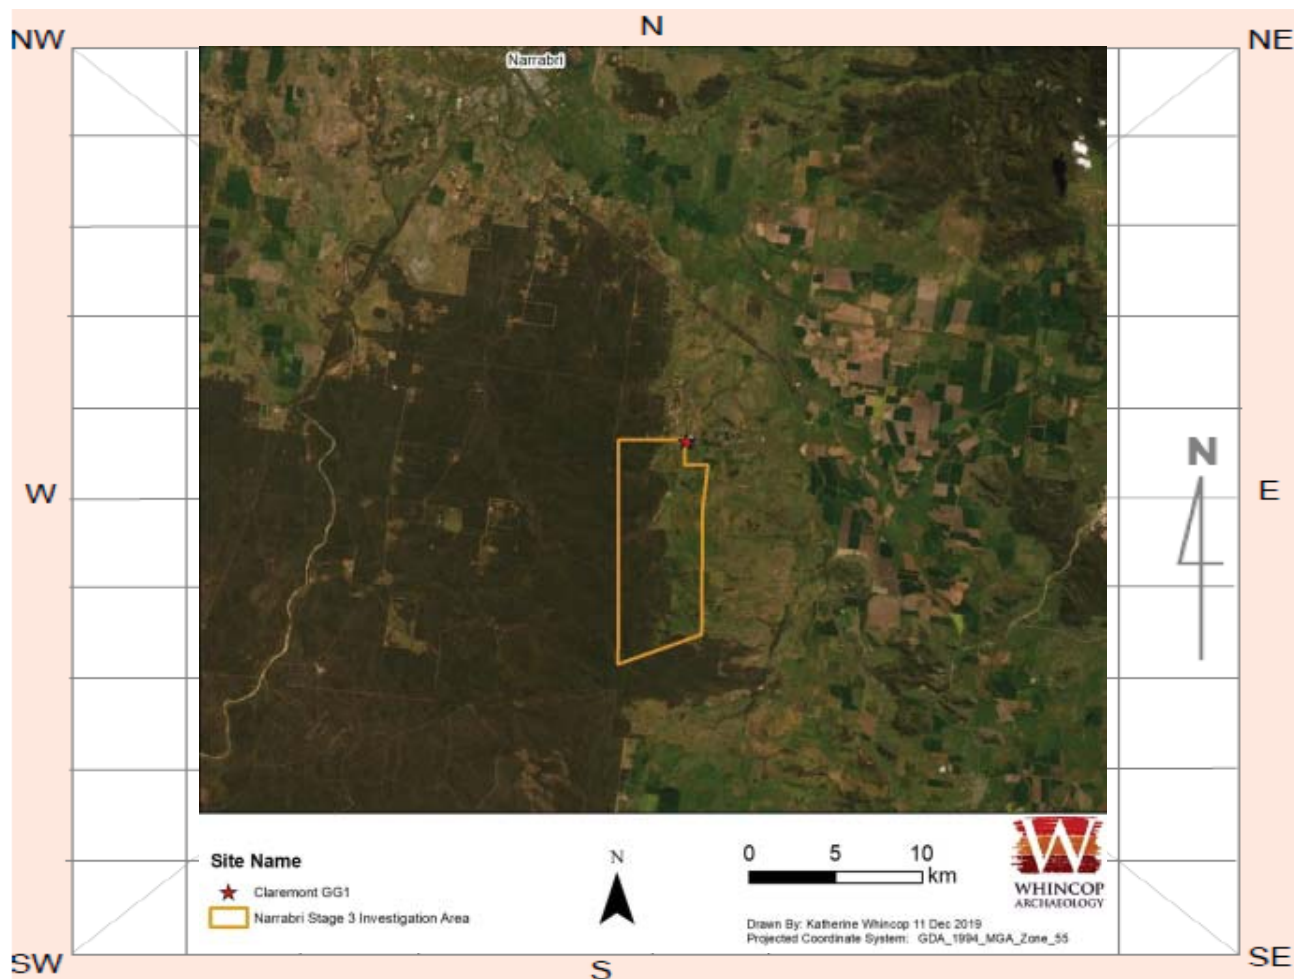 N
NW
NE
Narrabri
N
W
E
Site Name
Claremont GG1
Narrabri Stage 3 Investigation Area
N
0 5 10
km
W
WHINCOP
ARCHAEOLOGY
Drawn By: Katherine Whincop 11 Dec 2019
Projected Coordinate System: GDA_1994_MGA_Zone_55
SW
S
SE